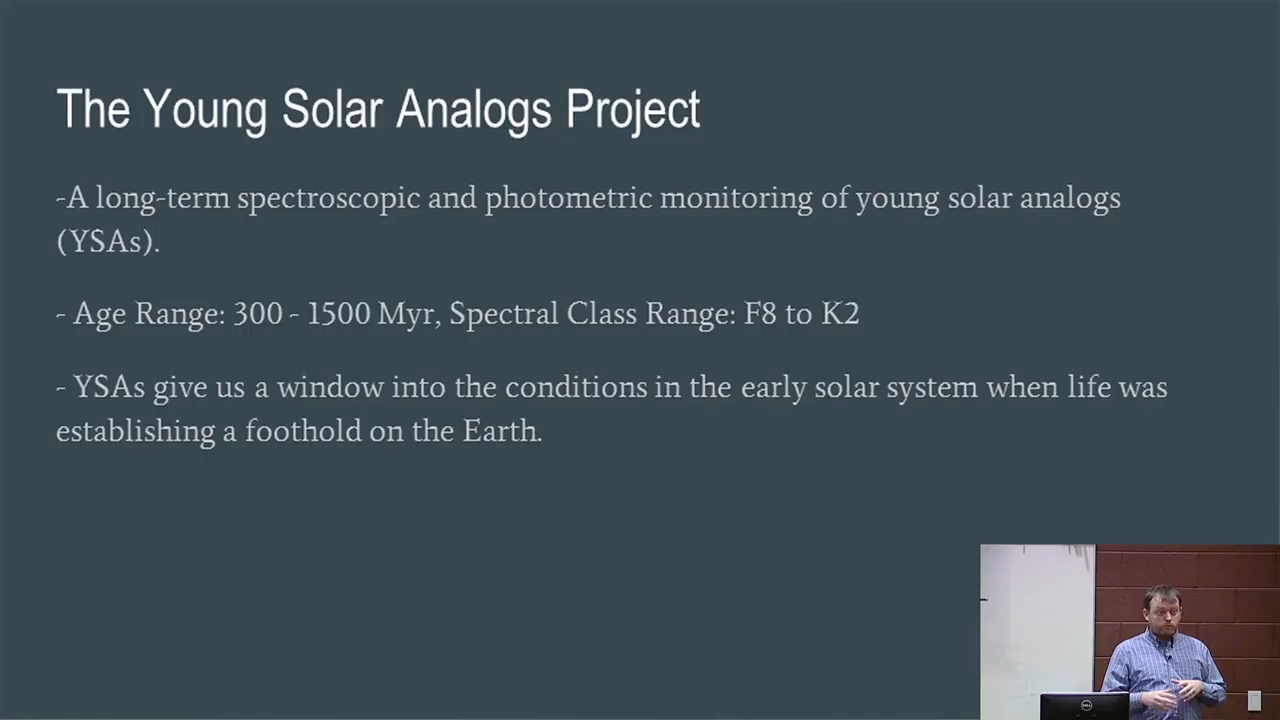 The Young Solar Analogs Project
-A long-term spectroscopic and photometric monitoring of young solar analogs
(YSAs).
- Age Range: 300 - 1500 Myr, Spectral Class Range: F8 to K2
- YSAs give us a window into the conditions in the early solar system when life was
establishing a foothold on the Earth.
DELL